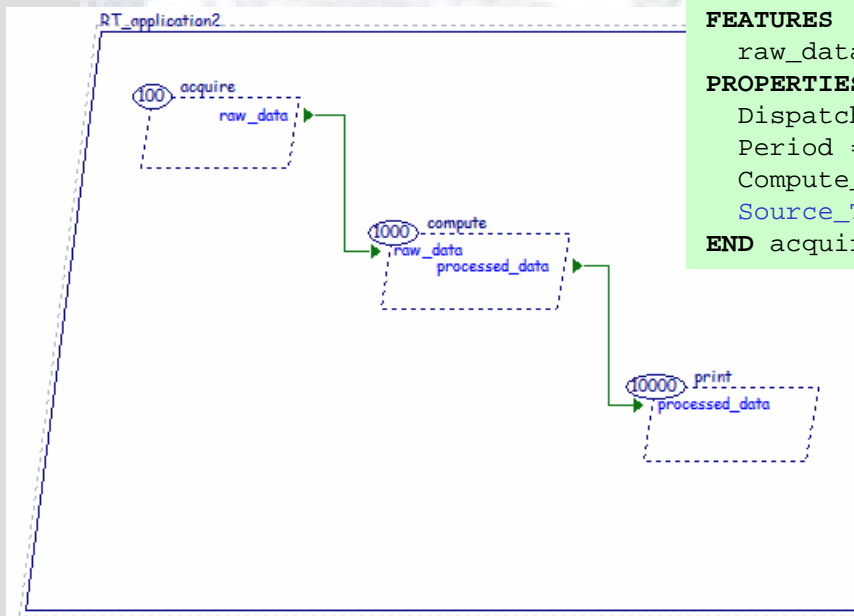 RT_application2
100 acquire
raw_data
1000 compute
raw_data
processed_data
10000 print
processed_data
FEATURES
raw_data
PROPERTIES
Dispatch
Period =
Compute_
Source_T
END acquir